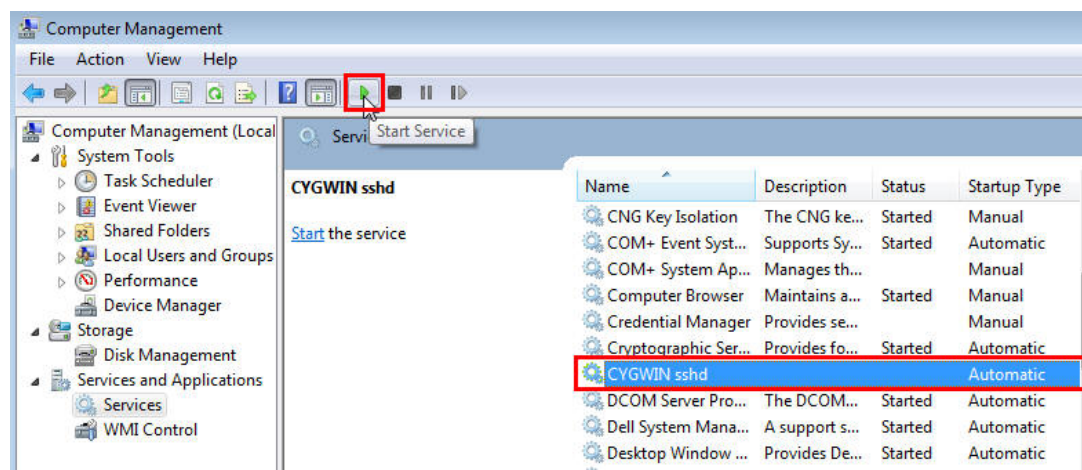 Computer Management
File Action View Help
Start Service
Computer Management (Local
System Tools
Task Scheduler
Event Viewer
Shared Folders
Local Users and Groups
Performance
Device Manager
Storage
Disk Management
Services and Applications
Services
WMI Control
Servi
CYGWIN sshd
Start the service
Name Description Status Startup Type
CNG Key Isolation The CNG ke... Started Manual
COM+ Event Syst... Supports Sy... Started Automatic
COM+ System Ap... Manages th... Manual
Computer Browser Maintains a... Started Manual
Credential Manager Provides se... Manual
Cryptographic Ser... Provides fo... Started Automatic
CYGWIN sshd Automatic
DCOM Server Pro... The DCOM... Started Automatic
Dell System Mana... A support s... Started Automatic
Desktop Window ... Provides De... Started Automatic